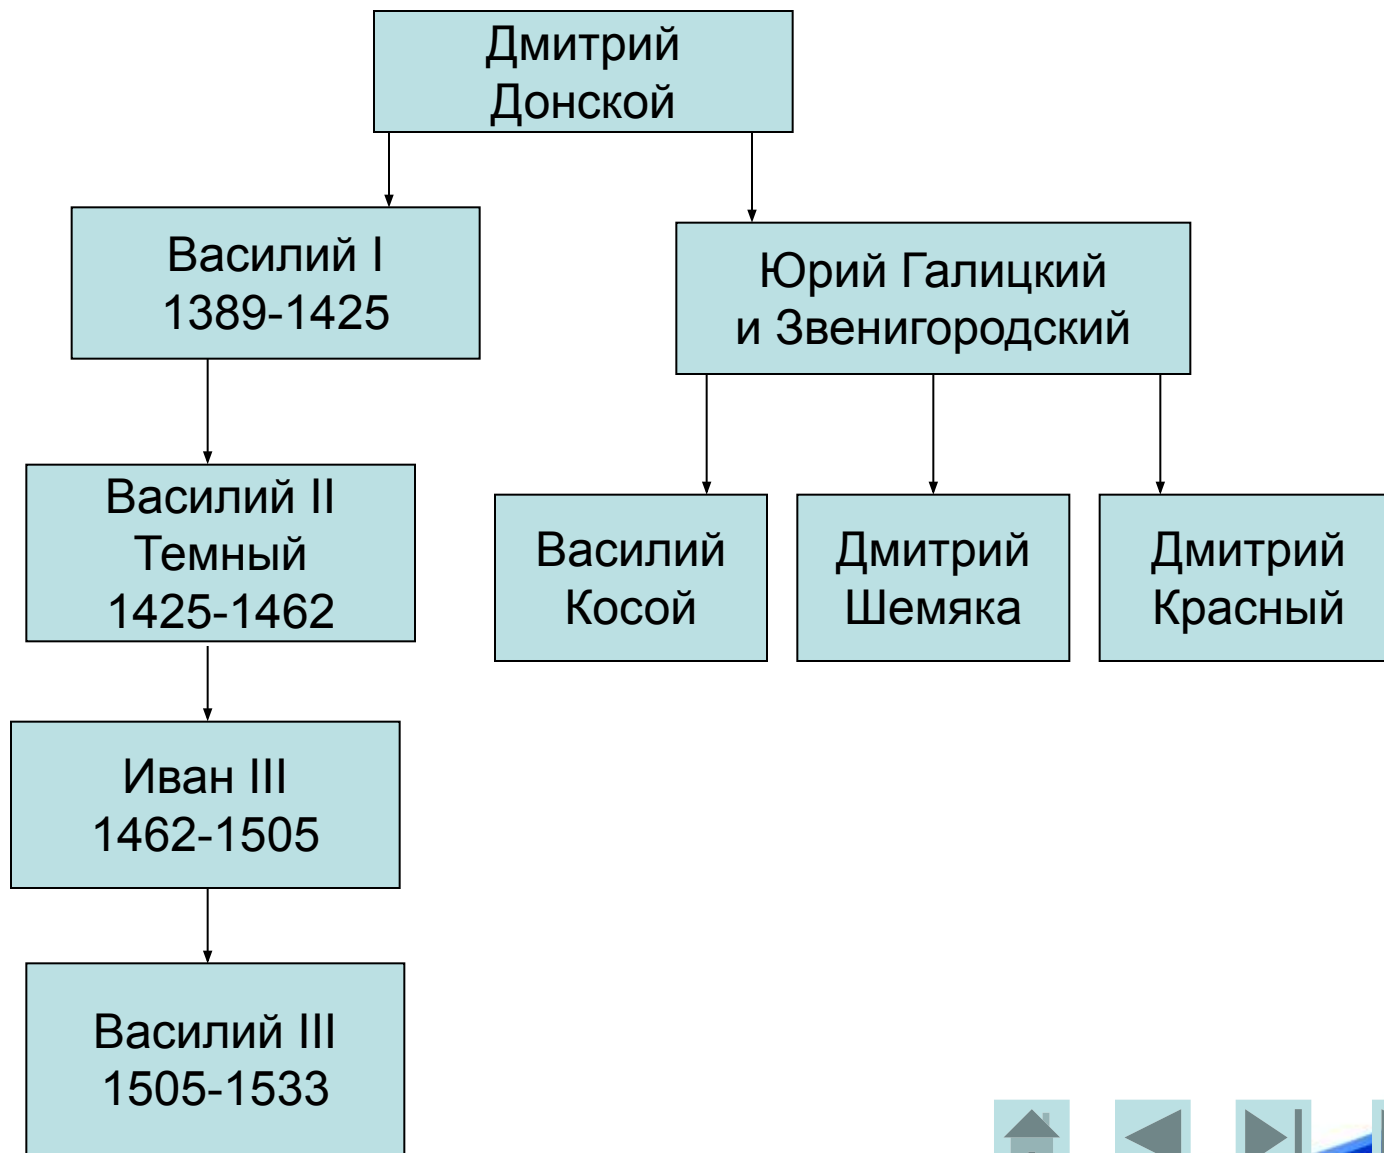 Дмитрий
Донской
Василий I
1389-1425
Юрий Галицкий
и Звенигородский
Василий II
Темный
1425-1462
Василий
Косой
Дмитрий
Шемяка
Дмитрий
Красный
Иван III
1462-1505
Василий III
1505-1533